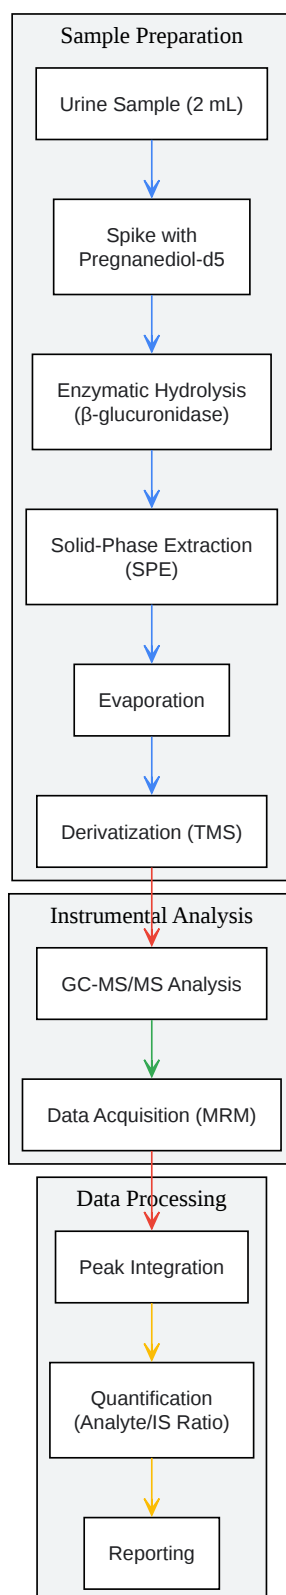 Sample Preparation
Urine Sample (2 mL)
Spike with
Pregnanediol-d5
Enzymatic Hydrolysis
(β-glucuronidase)
Solid-Phase Extraction
(SPE)
Evaporation
Derivatization (TMS)
Instrumental Analysis
GC-MS/MS Analysis
Data Acquisition (MRM)
Data Processing
Peak Integration
Quantification
(Analyte/IS Ratio)
Reporting